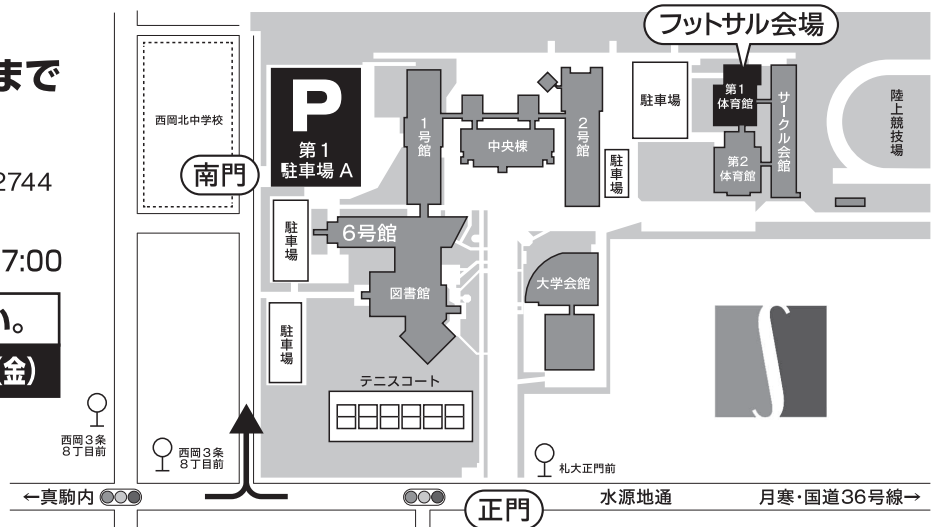 まで
2744
7:00
い。
(金)
フットサル会場
西岡北中学校
南門
P
第1
駐車場 A
1号館
中央棟
2号館
駐車場
駐車場
第1
体育館
第2
体育館
サークル会館
陸上競技場
駐車場
6号館
図書館
大学会館
駐車場
テニスコート
S
西岡3条
8丁目前
西岡3条
8丁目前
札大正門前
←真駒内
正門
水源地通
月寒・国道36号線→